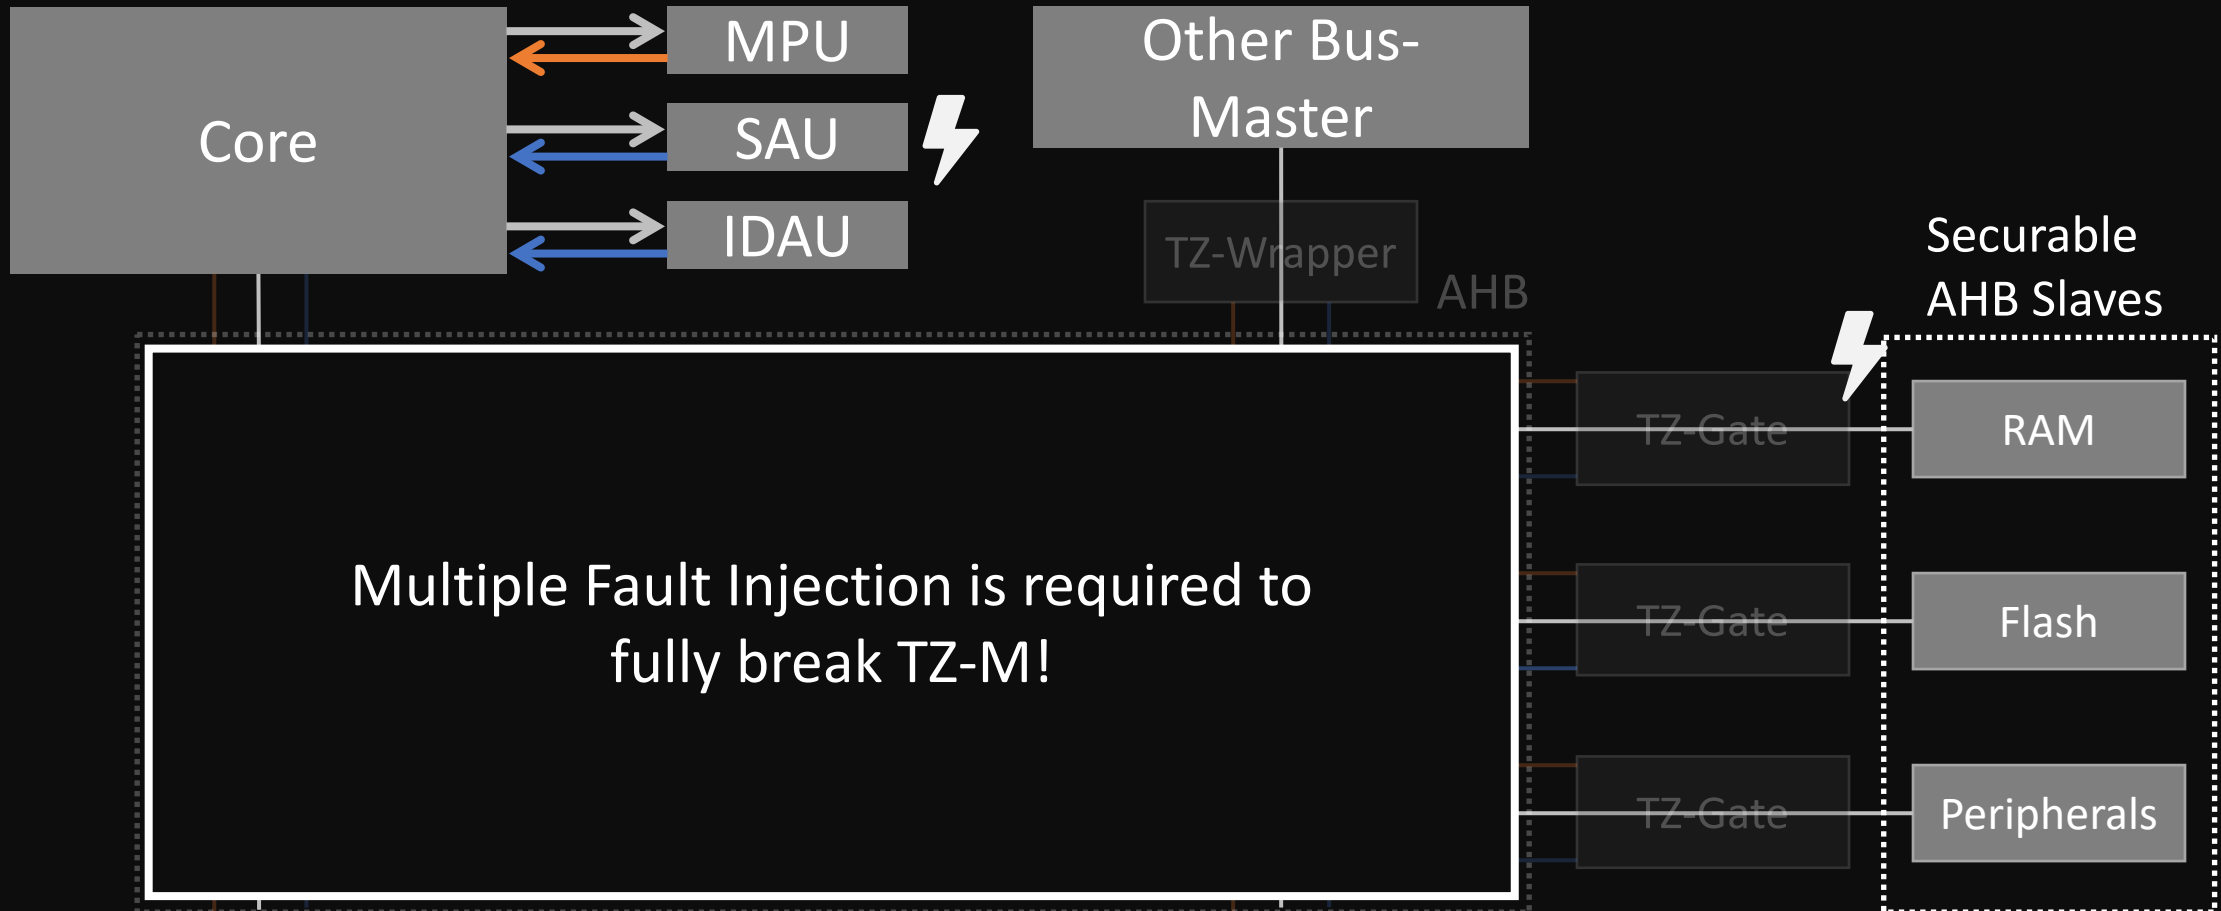 Core
MPU
SAU
IDAU
Other Bus-
Master
TZ-Wrapper
AHB
Securable
AHB Slaves
Multiple Fault Injection is required to
fully break TZ-M!
TZ-Gate
RAM
TZ-Gate
Flash
TZ-Gate
Peripherals